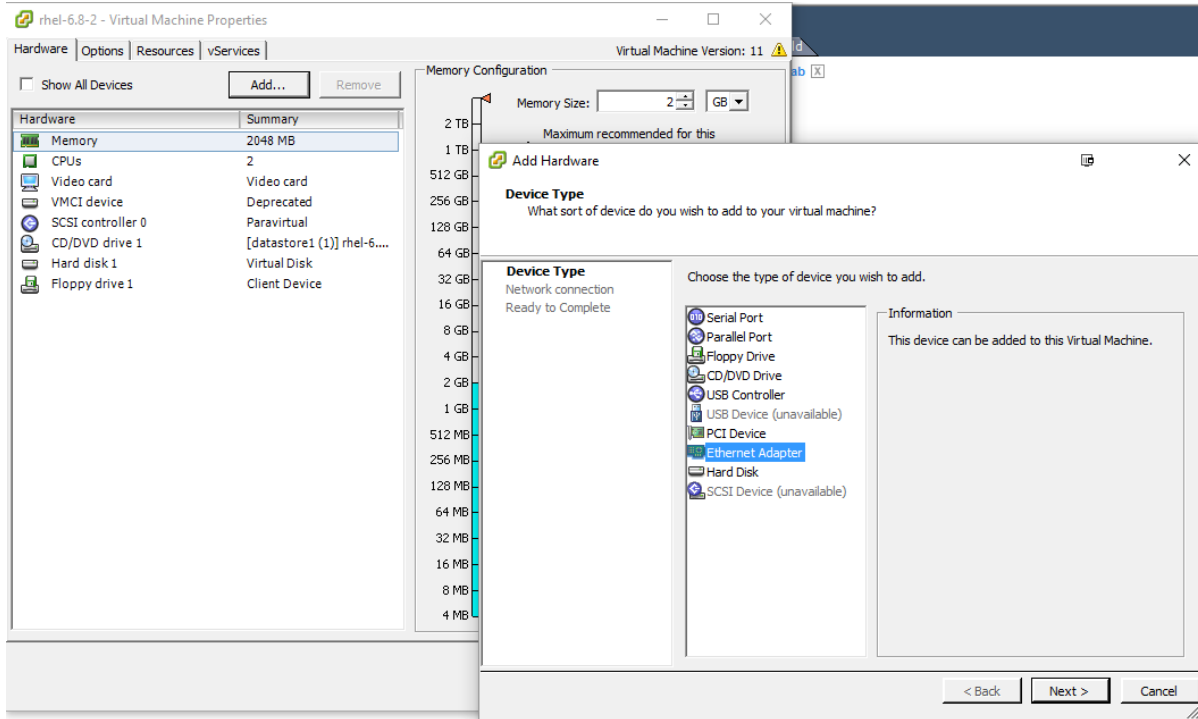 rhel-6.8-2 - Virtual Machine Properties
Hardware Options Resources vServices
Virtual Machine Version: 11
Show All Devices
Add...
Remove
Hardware Summary
Memory 2048 MB
CPUs 2
Video card Video card
VMCI device Deprecated
SCSI controller 0 Paravirtual
CD/DVD drive 1 [datastore1 (1)] rhel-6....
Hard disk 1 Virtual Disk
Floppy drive 1 Client Device
Memory Configuration
Memory Size: 2 GB
Maximum recommended for this
2 TB
1 TB
512 GB
256 GB
128 GB
64 GB
32 GB
16 GB
8 GB
4 GB
2 GB
1 GB
512 MB
256 MB
128 MB
64 MB
32 MB
16 MB
8 MB
4 MB
Add Hardware
Device Type
What sort of device do you wish to add to your virtual machine?
Device Type
Network connection
Ready to Complete
Choose the type of device you wish to add.
Serial Port
Parallel Port
Floppy Drive
CD/DVD Drive
USB Controller
USB Device (unavailable)
PCI Device
Ethernet Adapter
Hard Disk
SCSI Device (unavailable)
Information
This device can be added to this Virtual Machine.
< Back
Next >
Cancel